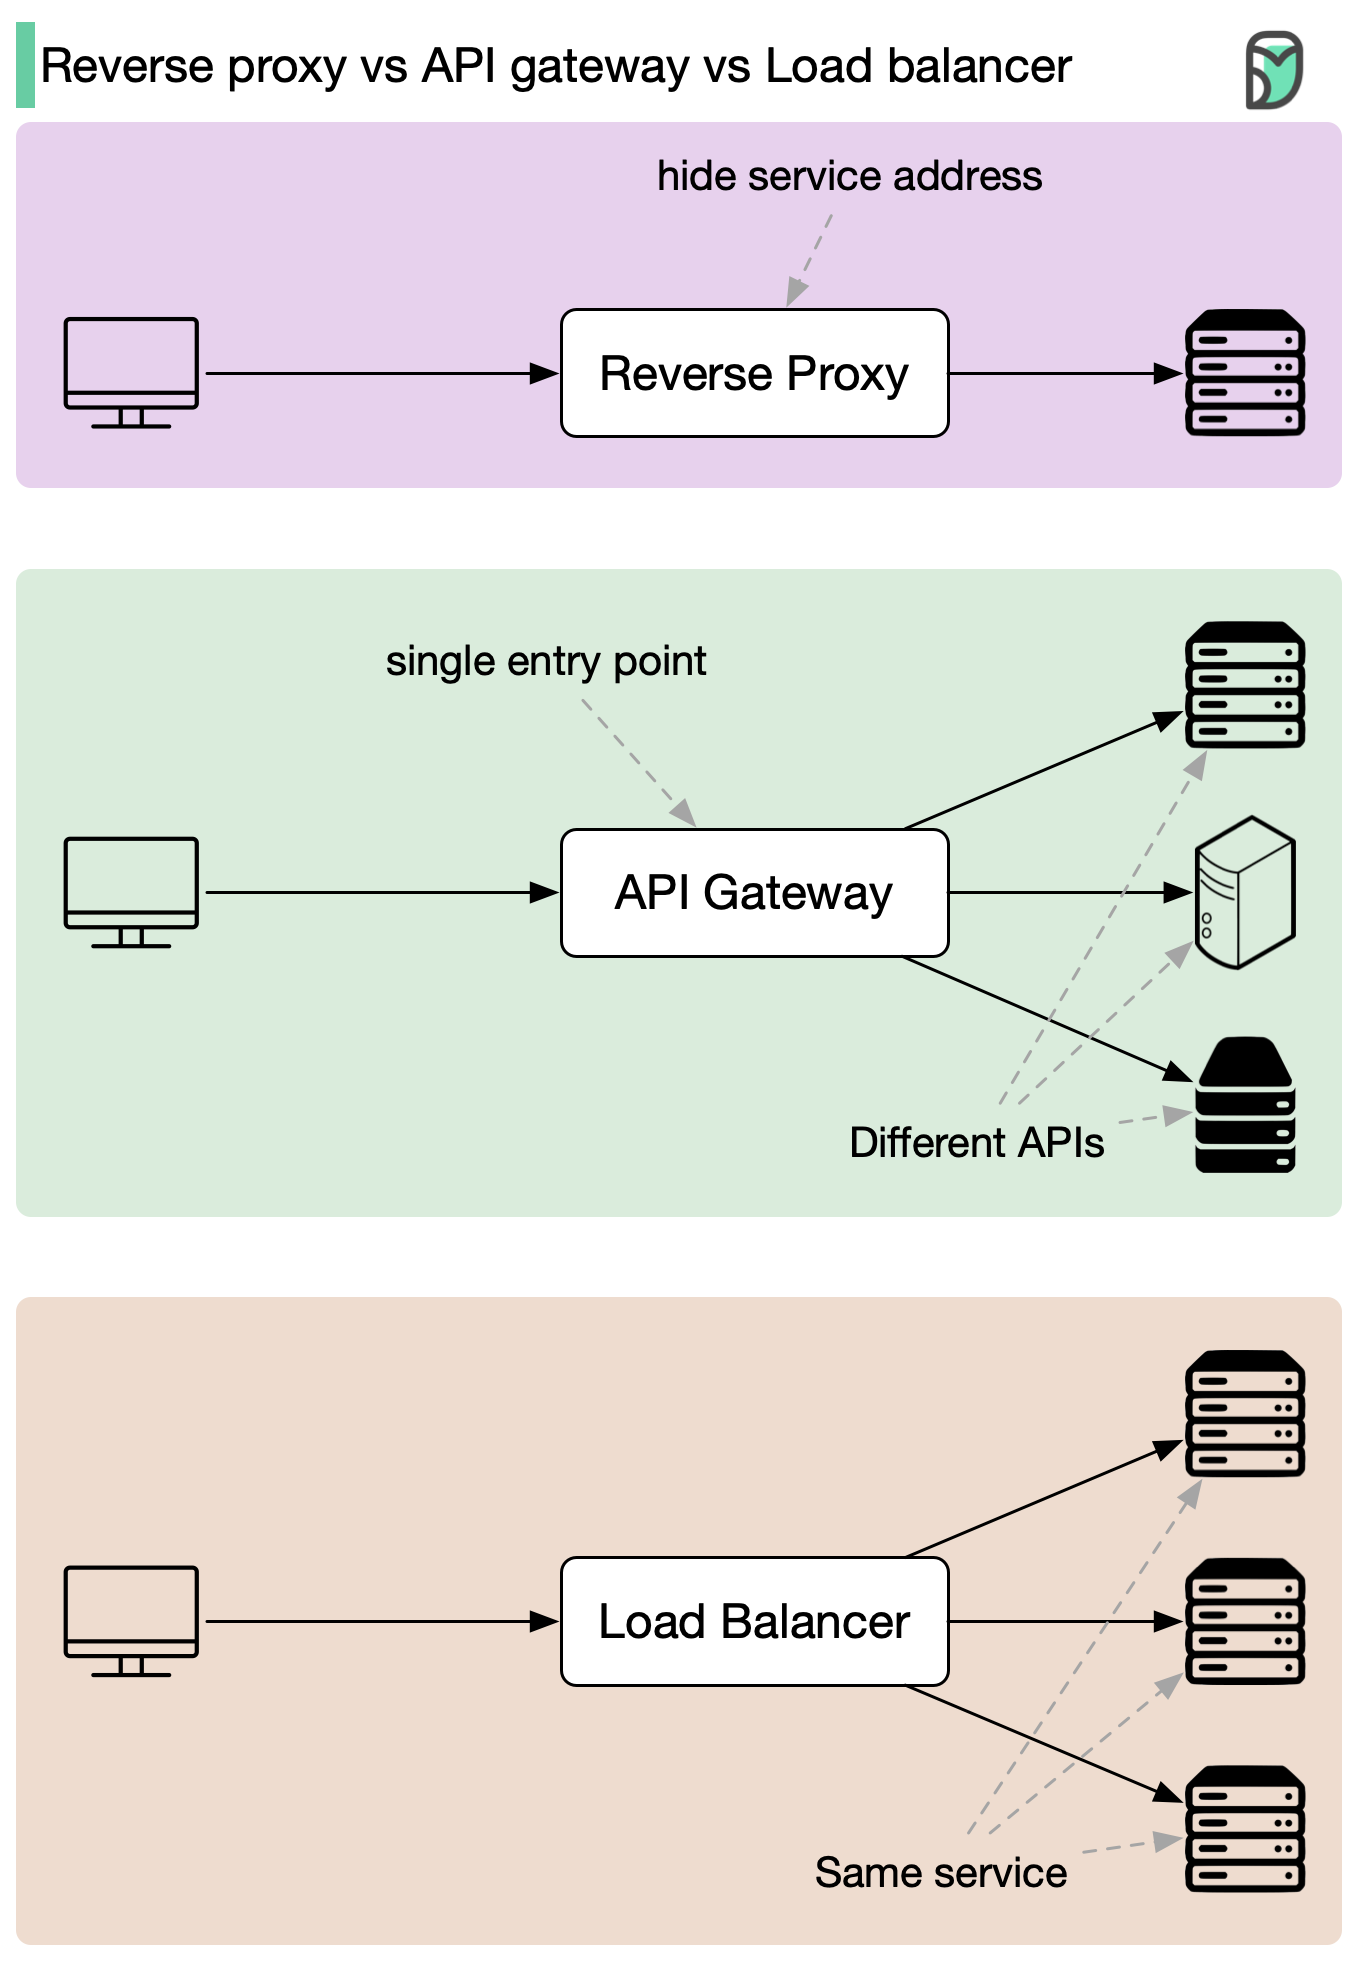 Reverse proxy vs API gateway vs Load balancer
hide service address
Reverse Proxy
single entry point
API Gateway
Different APIs
Load Balancer
Same service